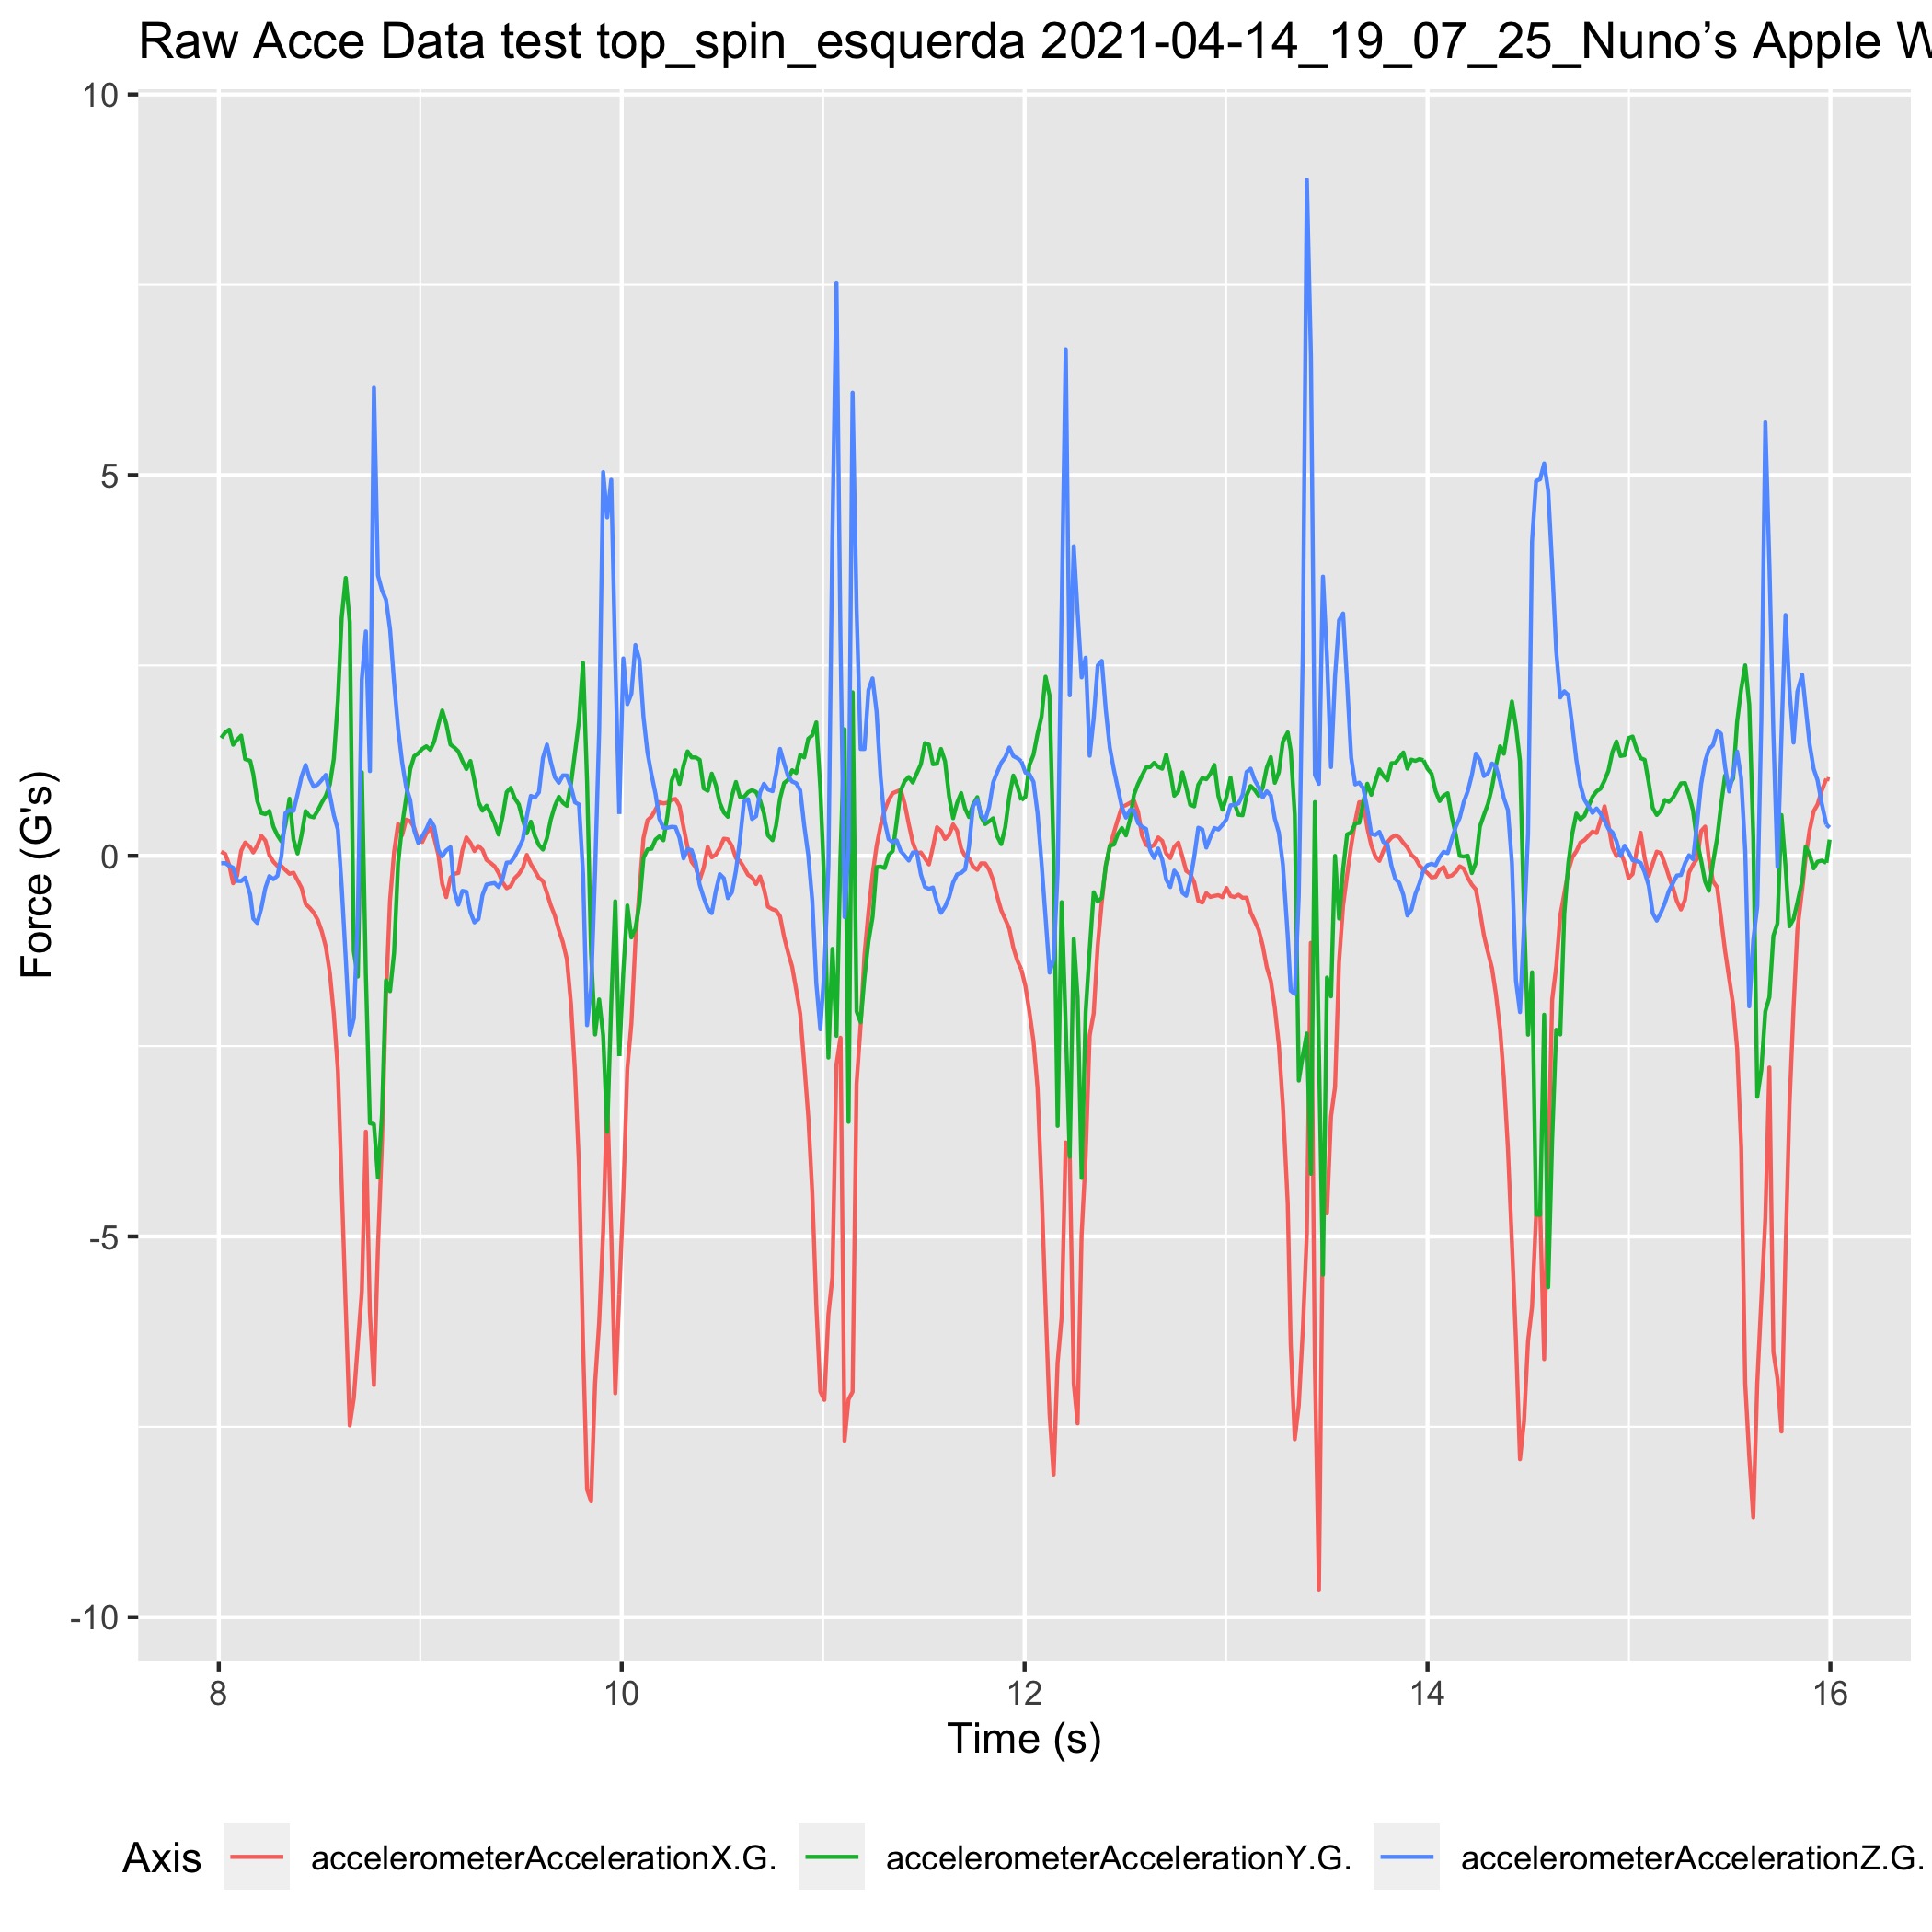 Raw Acce Data test top_spin_esquerda 2021-04-14_19_07_25_Nuno’s Apple
10
5
0
-5
-10
Force (G's)
8 10 12 14 16
Time (s)
Axis accelerometerAccelerationX.G. accelerometerAccelerationY.G. accelerometerAccelerationZ.G.